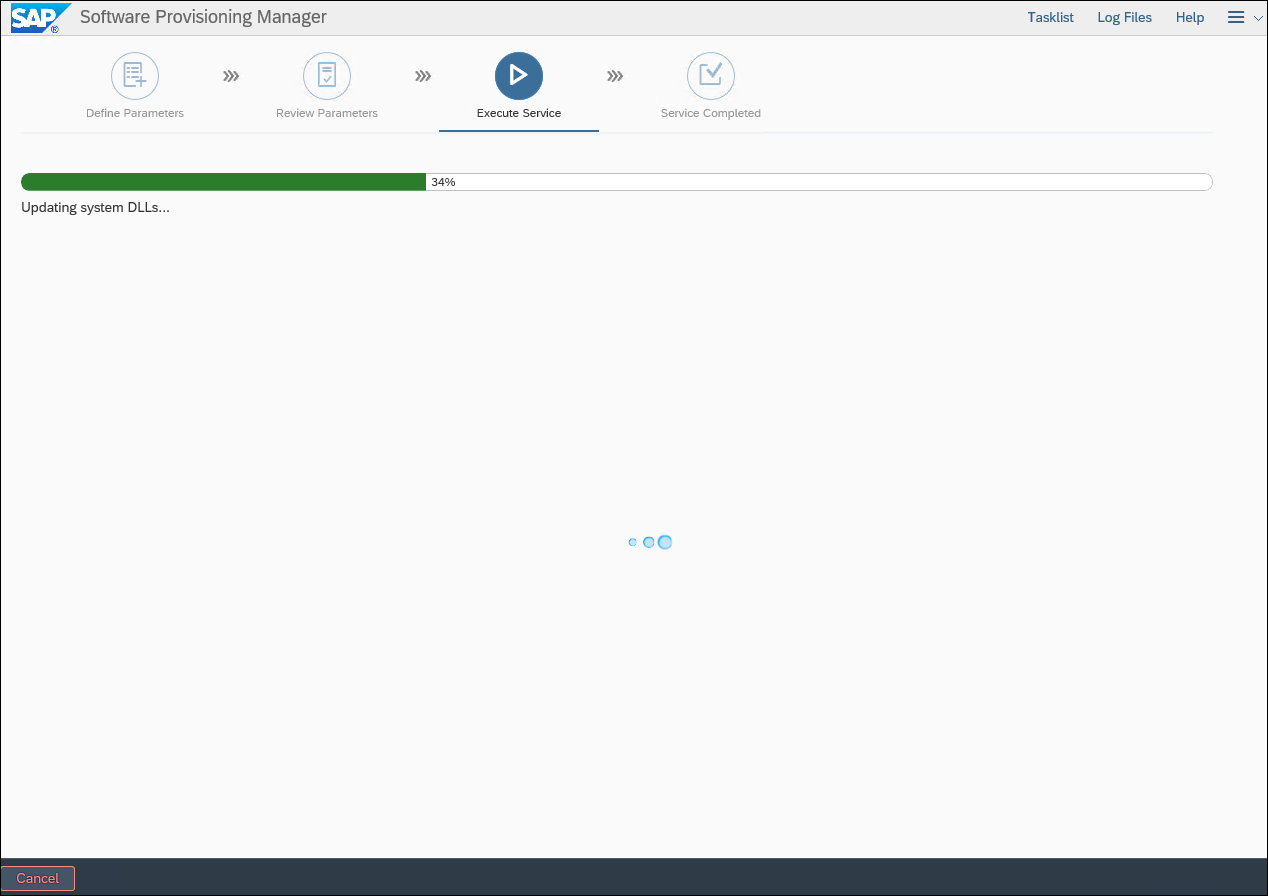 SAP® Software Provisioning Manager Tasklist Log Files Help
Define Parameters Review Parameters Execute Service Service Completed
34%
Updating system DLLs...
Cancel